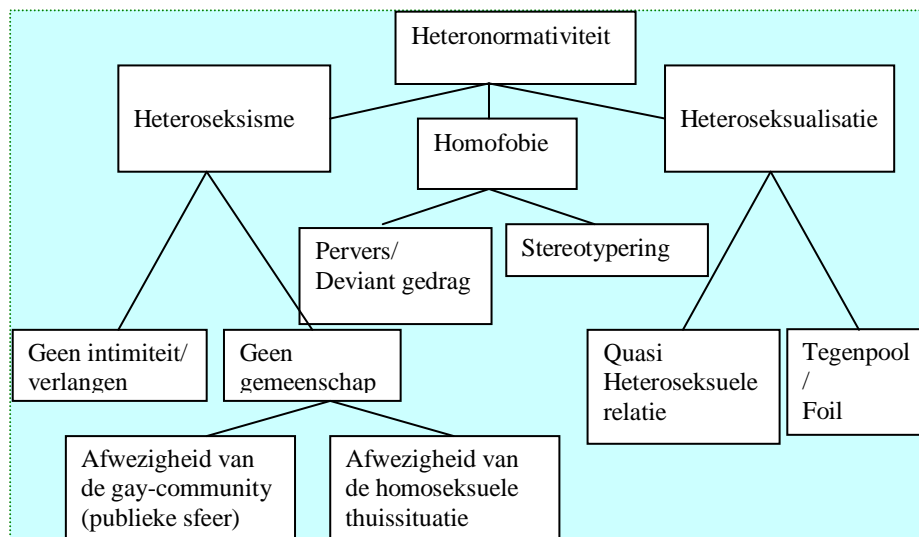 Heteronormativiteit
Heteroseksisme
Homofobie
Heteroseksualisatie
Pervers/
Deviant gedrag
Stereotypering
Geen intimiteit/
verlangen
Geen
gemeenschap
Quasi
Heteroseksuele
relatie
Tegenpool
/
Foil
Afwezigheid van
de gay-community
(publieke sfeer)
Afwezigheid van
de homoseksuele
thuissituatie